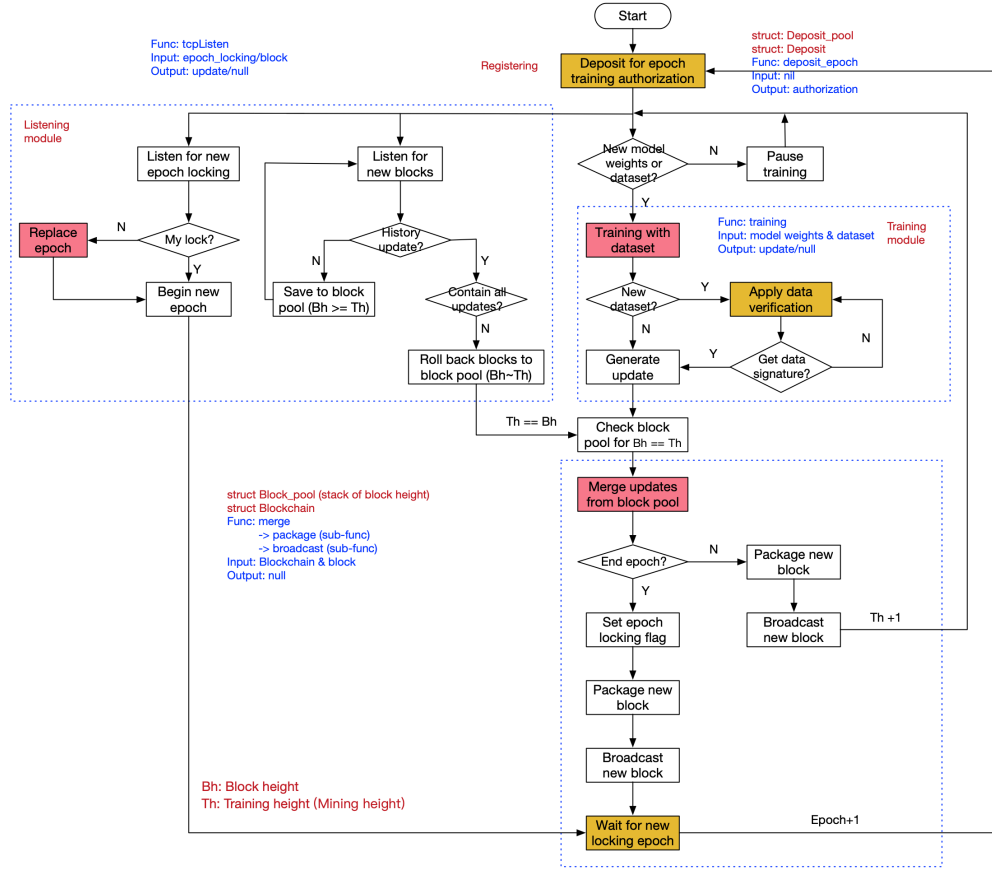 Start
Func: tcpListen
Input: epoch_locking/block
Output: update/null
Registering
Deposit for epoch
training authorization
struct: Deposit_pool
struct: Deposit
Func: deposit_epoch
Input: nil
Output: authorization
Listening
module
Listen for new
epoch locking
Listen for
new blocks
New model
weights or
dataset?
N
Pause
training
Y
Replace
epoch
N
My lock?
Y
Begin new
epoch
History
update?
N
Y
Save to block
pool (Bh >= Th)
Contain all
updates?
N
Roll back blocks to
block pool (Bh~Th)
Func: training
Input: model weights & dataset
Output: update/null
Training
module
Training with
dataset
New
dataset?
Y
Apply data
verification
N
N
Generate
update
Y
Get data
signature?
Th == Bh
Check block
pool for Bh == Th
struct Block_pool (stack of block height)
struct Blockchain
Func: merge
-> package (sub-func)
-> broadcast (sub-func)
Input: Blockchain & block
Output: null
Merge updates
from block pool
End epoch?
N
Package new
block
Y
Set epoch
locking flag
Broadcast
new block
Th +1
Package new
block
Broadcast
new block
Bh: Block height
Th: Training height (Mining height)
Wait for new
locking epoch
Epoch+1